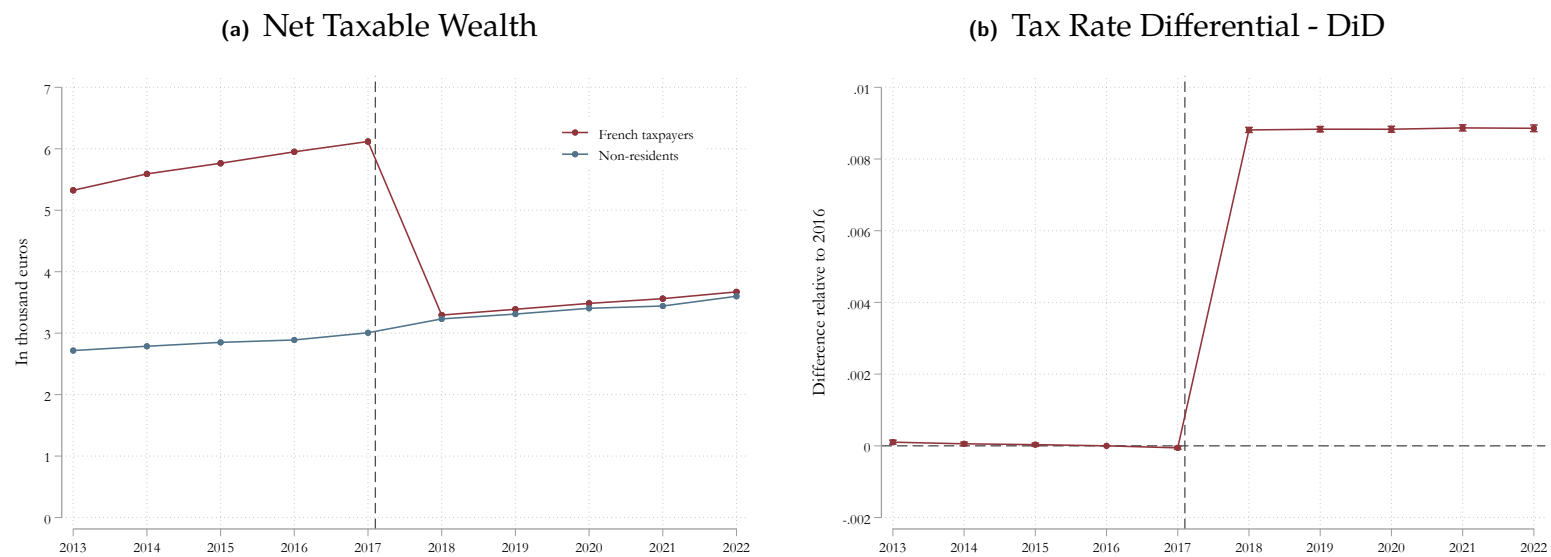 (a) Net Taxable Wealth
In thousand euros
7
6
5
4
3
2
1
0
French taxpayers
Non-residents
2013 2014 2015 2016 2017 2018 2019 2020 2021 2022
(b) Tax Rate Differential - DiD
Difference relative to 2016
.01
.008
.006
.004
.002
0
-.002
2013 2014 2015 2016 2017 2018 2019 2020 2021 2022